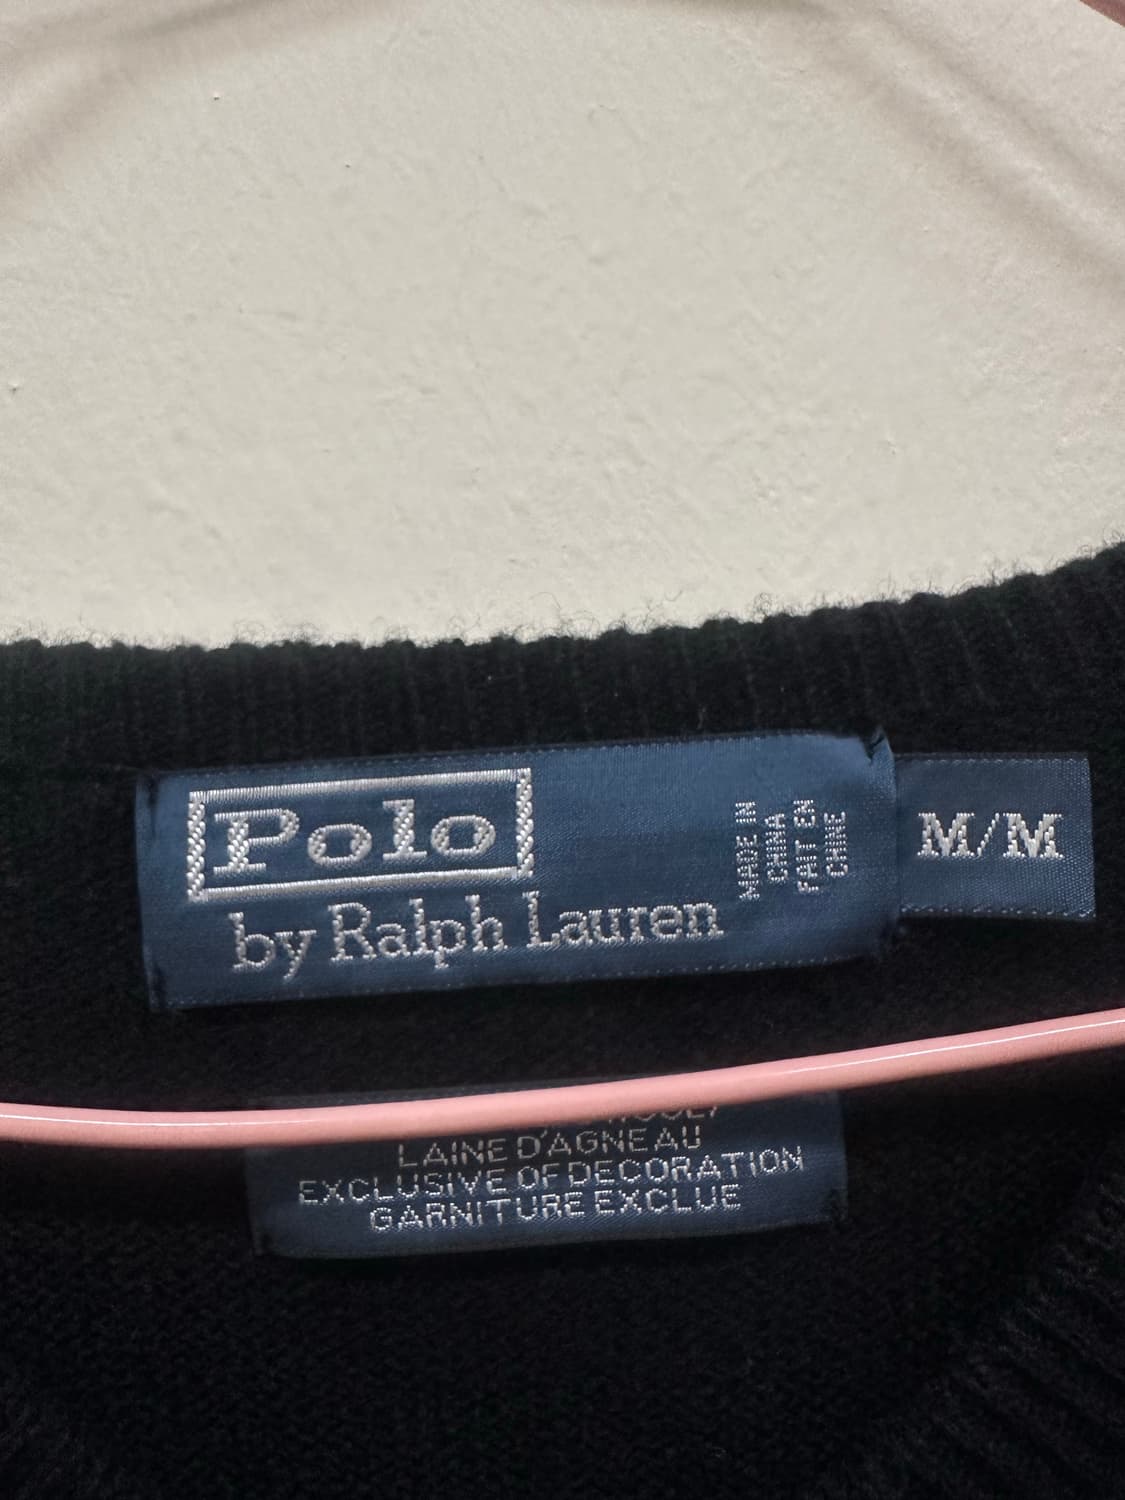 Polo
by Ralph Lauren
MADE IN
CHINA
FAIT EN
CHINE
M/M
LAINE D'AGNEAU
EXCLUSIVE OF DECORATION
GARNITURE EXCLUE